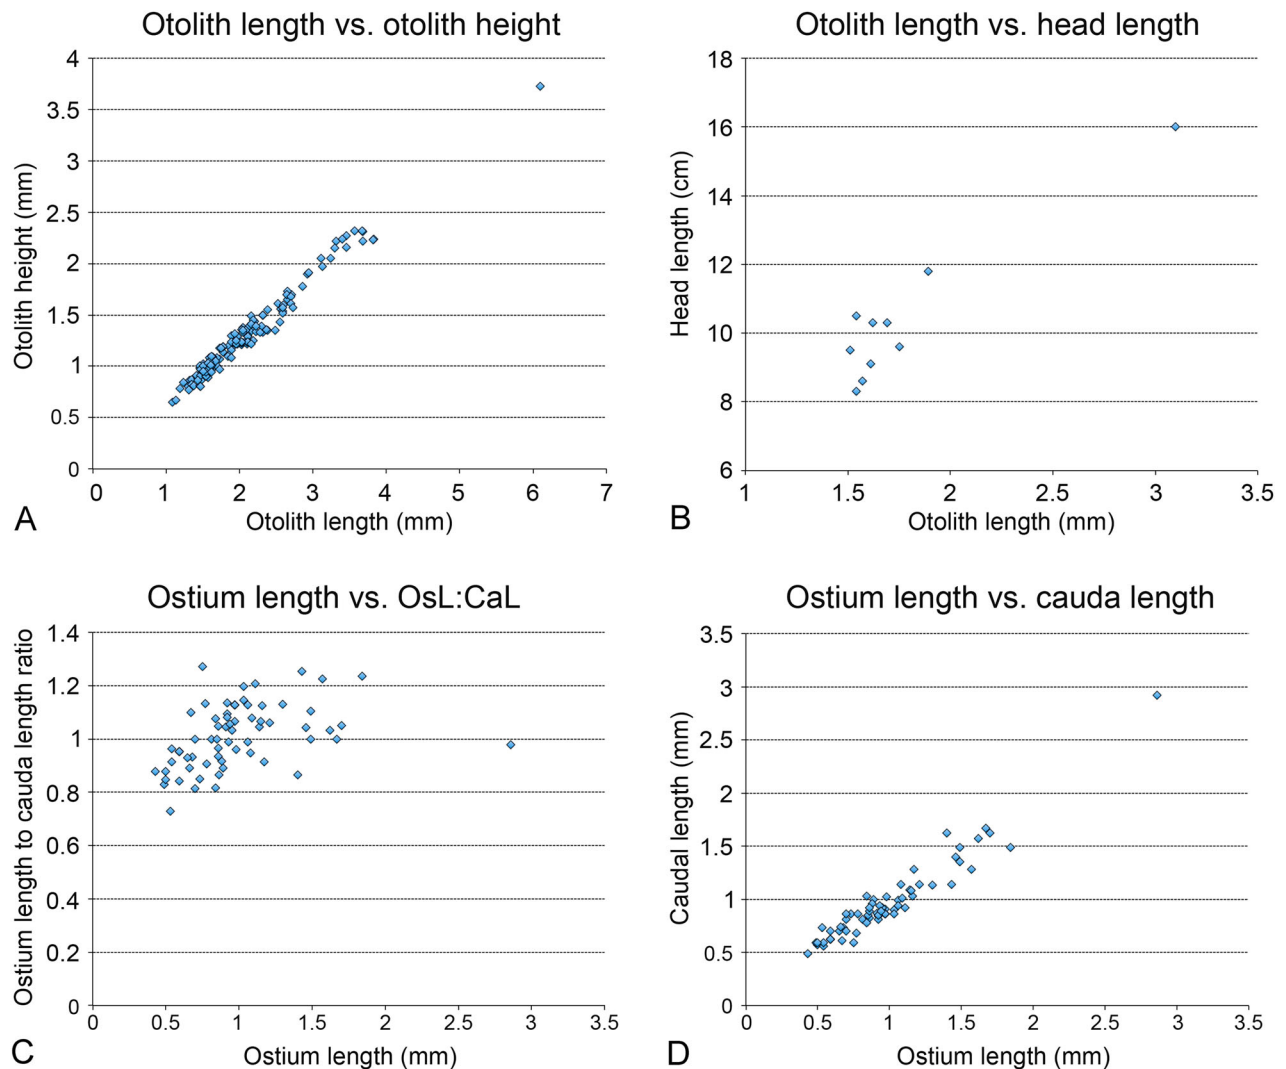 Otolith length vs. otolith height
4
3.5
3
2.5
2
1.5
1
0.5
0
Otolith height (mm)
0 1 2 3 4 5 6 7
Otolith length (mm)
A
Otolith length vs. head length
18
16
14
12
10
8
6
Head length (cm)
1 1.5 2 2.5 3 3.5
Otolith length (mm)
B
Ostium length vs. OsL:CaL
1.4
1.2
1
0.8
0.6
0.4
0.2
0
Ostium length to cauda length ratio
0 0.5 1 1.5 2 2.5 3 3.5
Ostium length (mm)
C
Ostium length vs. cauda length
3.5
3
2.5
2
1.5
1
0.5
0
Caudal length (mm)
0 0.5 1 1.5 2 2.5 3 3.5
Ostium length (mm)
D